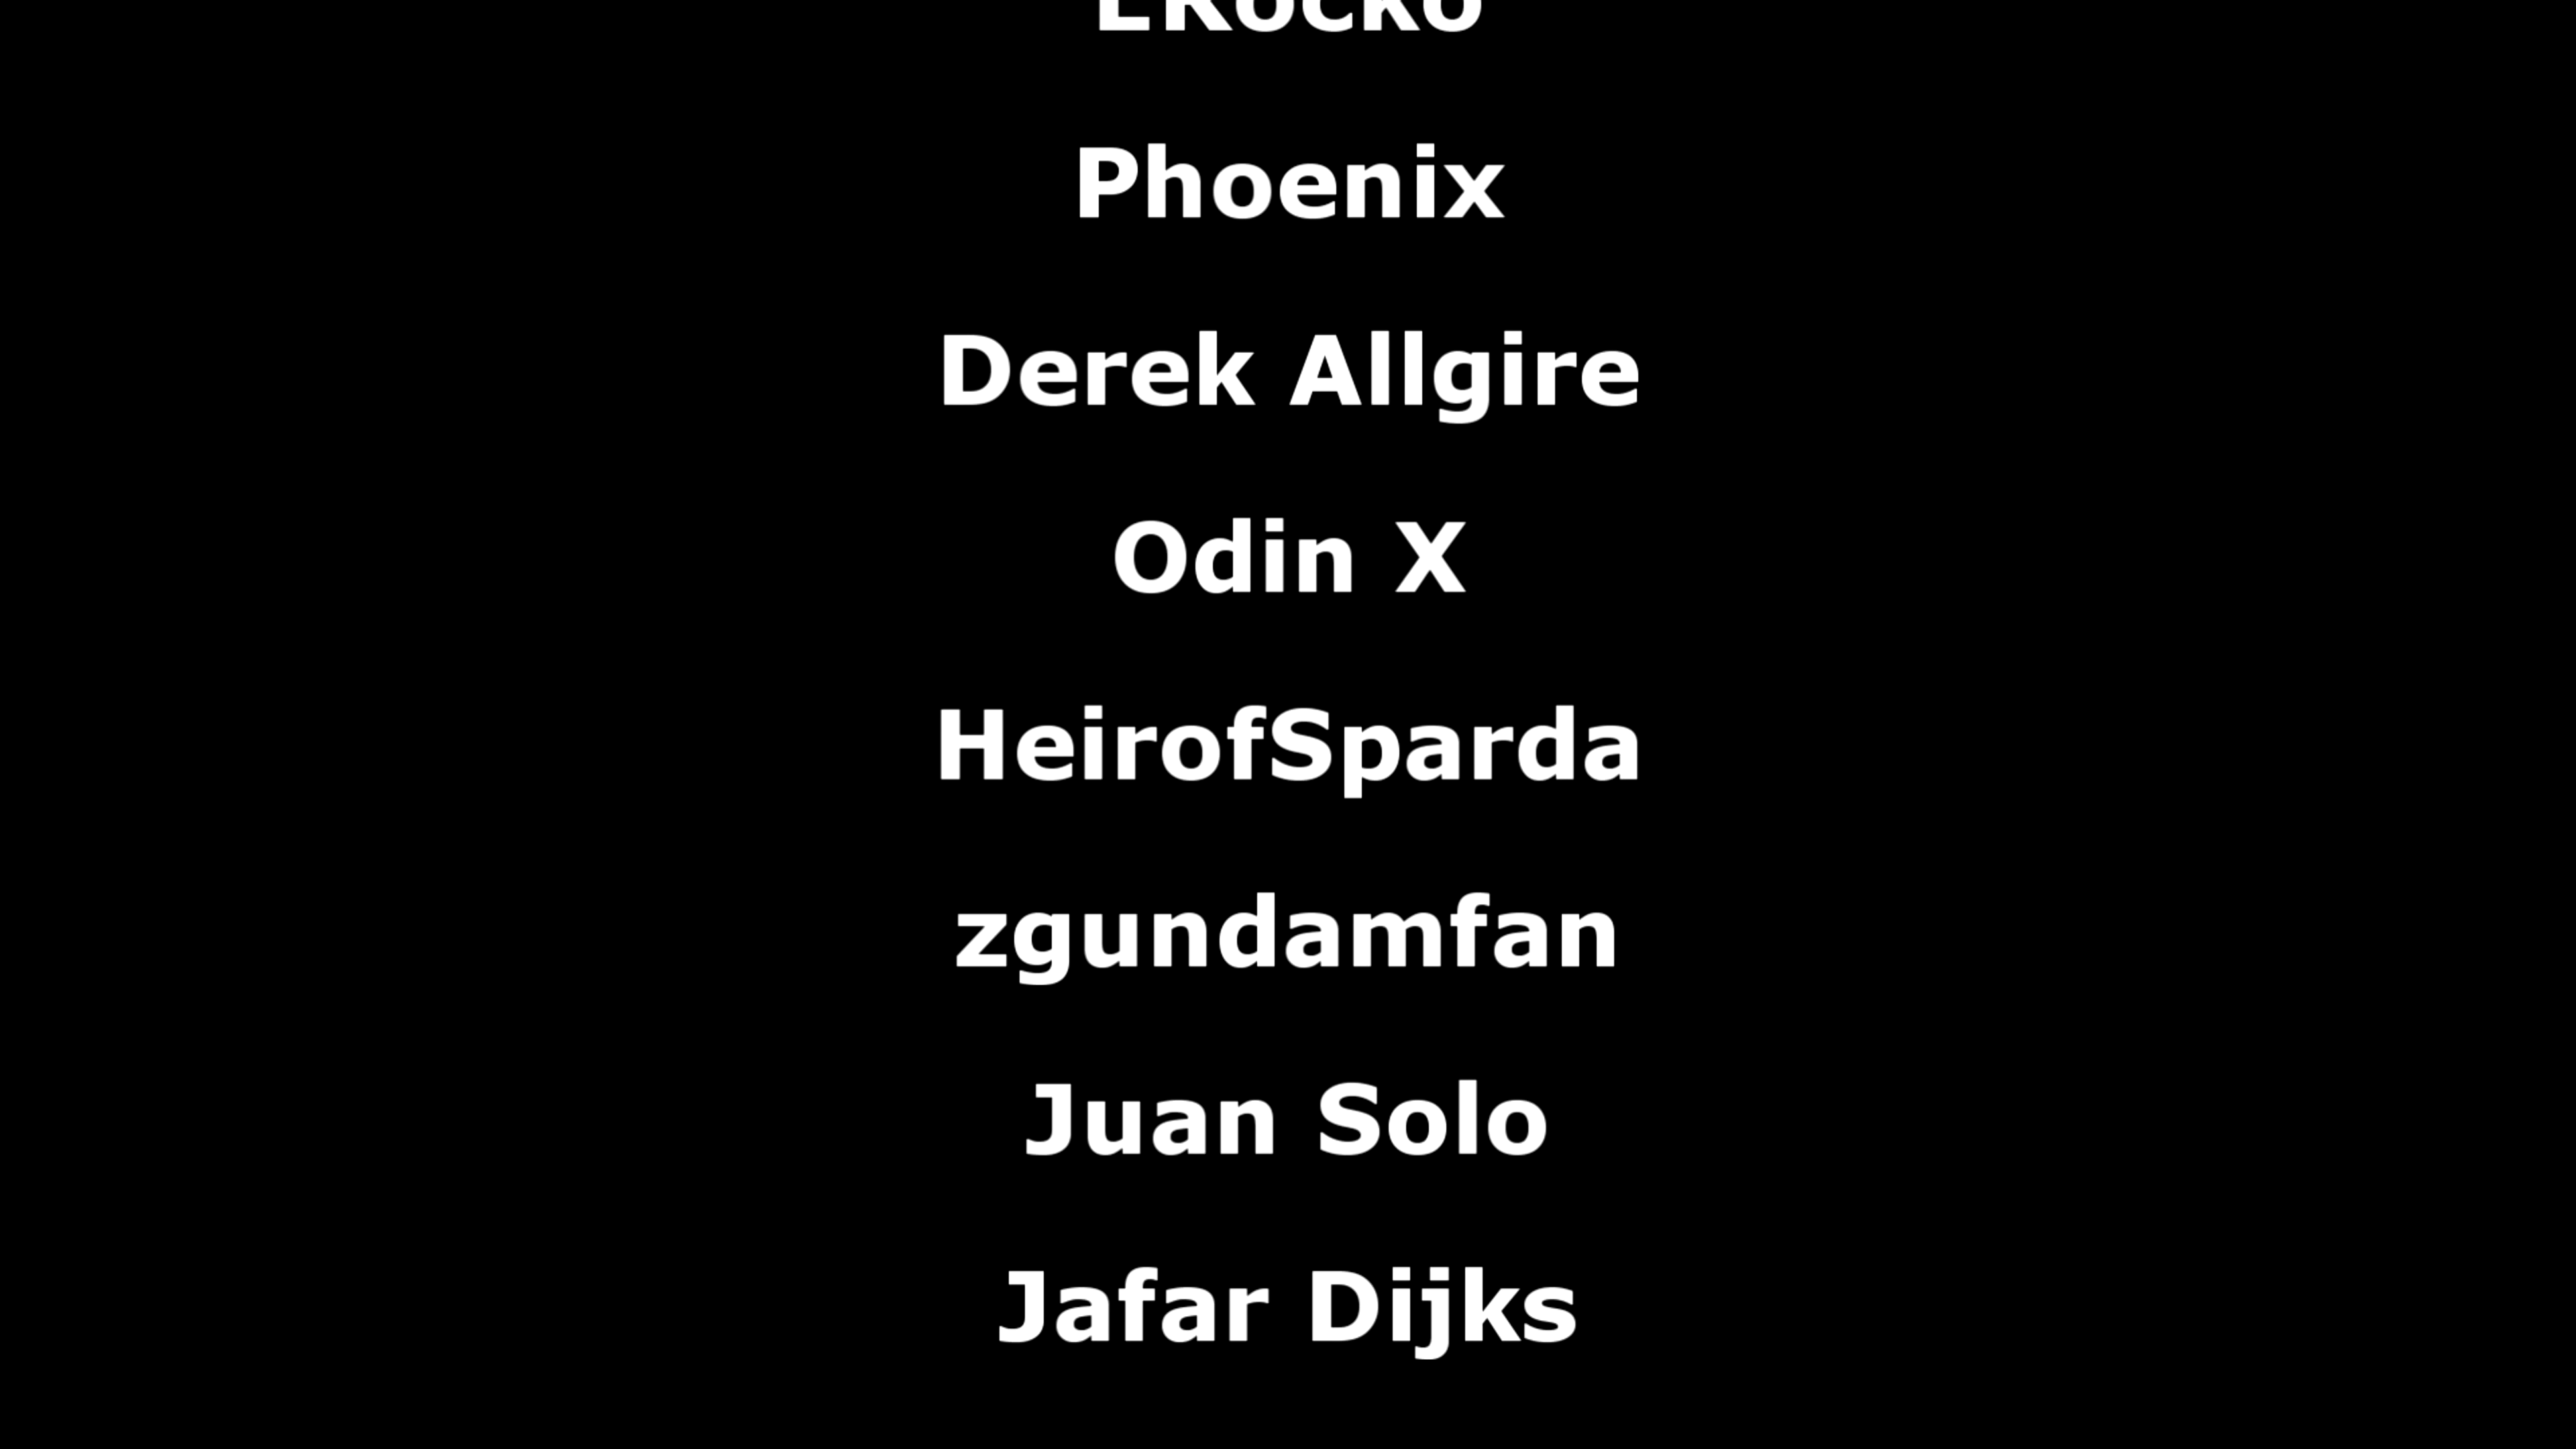 Phoenix
Derek Allgire
Odin X
HeirofSparda
zgundamfan
Juan Solo
Jafar Dijks